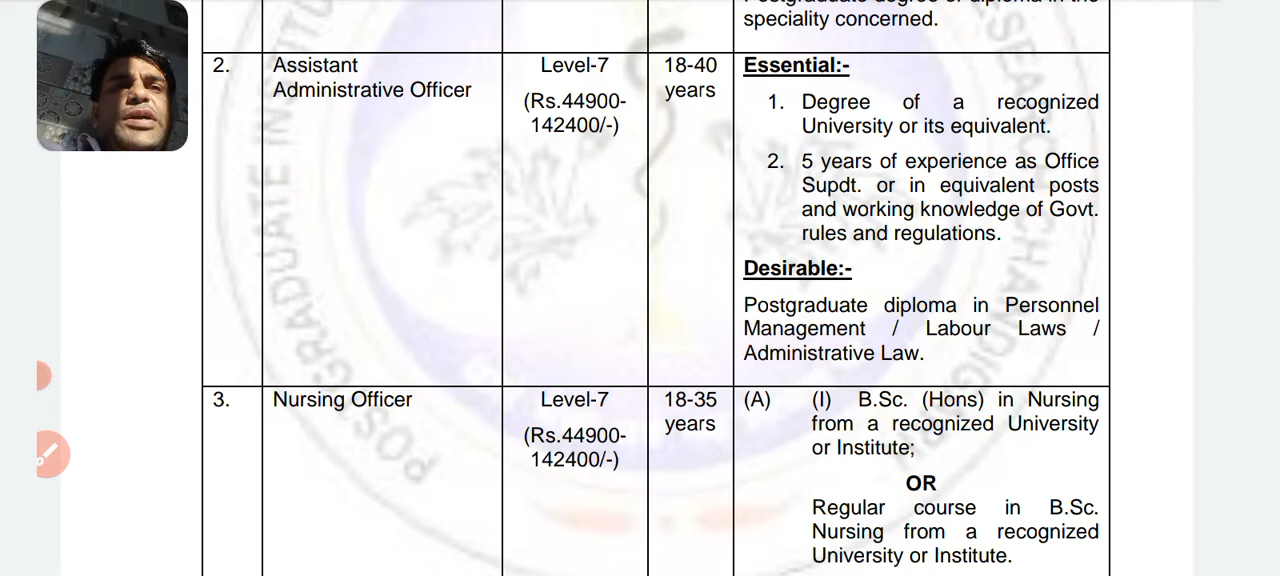 speciality concerned.
2.
Assistant
Administrative Officer
Level-7
(Rs.44900-
142400/-)
18-40
years
Essential:-
1. Degree of a recognized
University or its equivalent.
2. 5 years of experience as Office
Supdt. or in equivalent posts
and working knowledge of Govt.
rules and regulations.
Desirable:-
Postgraduate diploma in Personnel
Management / Labour Laws /
Administrative Law.
3.
Nursing Officer
Level-7
(Rs.44900-
142400/-)
18-35
years
(A) (I) B.Sc. (Hons) in Nursing
from a recognized University
or Institute;
OR
Regular course in B.Sc.
Nursing from a recognized
University or Institute.